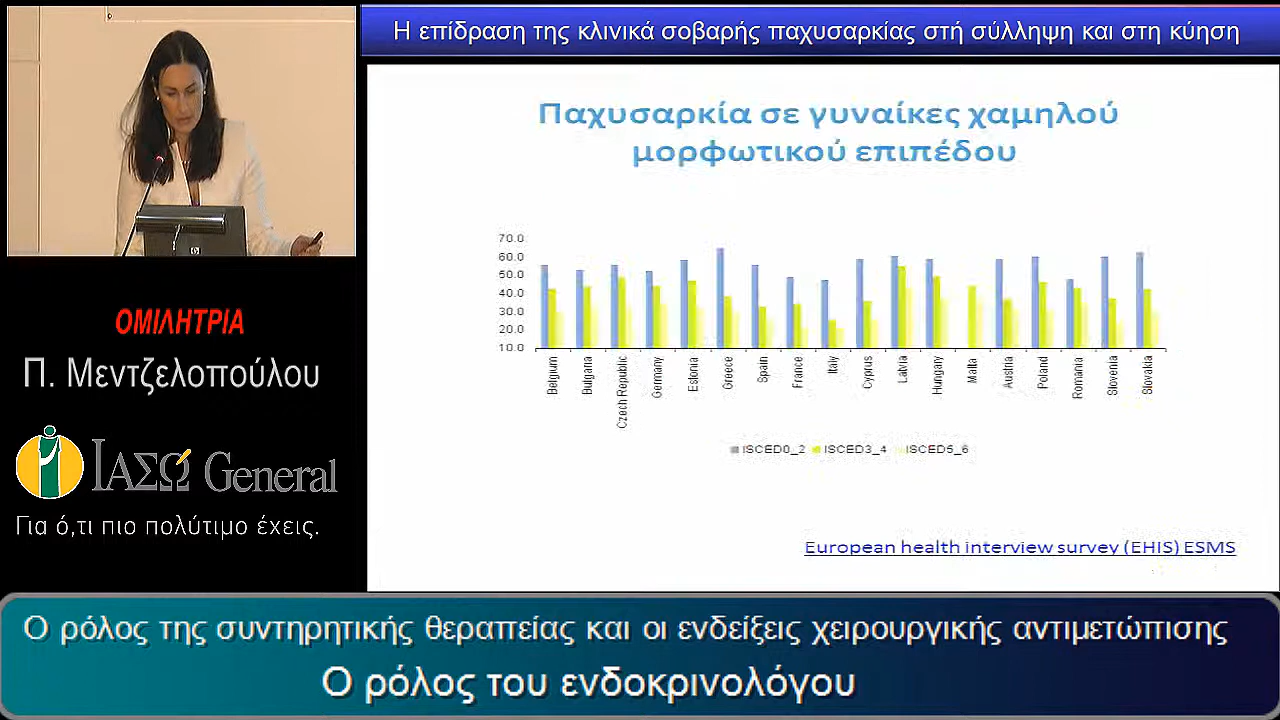 Η επίδραση της κλινικά σοβαρής παχυσαρκίας στή σύλληψη και στη κύηση
Παχυσαρκία σε γυναίκες χαμηλού
μορφωτικού επιπέδου
70.0
60.0
50.0
40.0
30.0
20.0
10.0
Belgium
Bulgaria
Czech Republic
Germany
Estonia
Greece
Spain
France
Italy
Cyprus
Latvia
Hungary
Malta
Austria
Poland
Romania
Slovenia
Slovakia
ISCED0_2 ISCED3_4 ISCED5_6
European health interview survey (EHIS) ESMS
ΟΜΙΛΗΤΡΙΑ
Π. Μεντζελοπούλου
ΙΑΣΩ General
Για ό,τι πιο πολύτιμο έχεις.
Ο ρόλος της συντηρητικής θεραπείας και οι ενδείξεις χειρουργικής αντιμετώπισης
Ο ρόλος του ενδοκρινολόγου